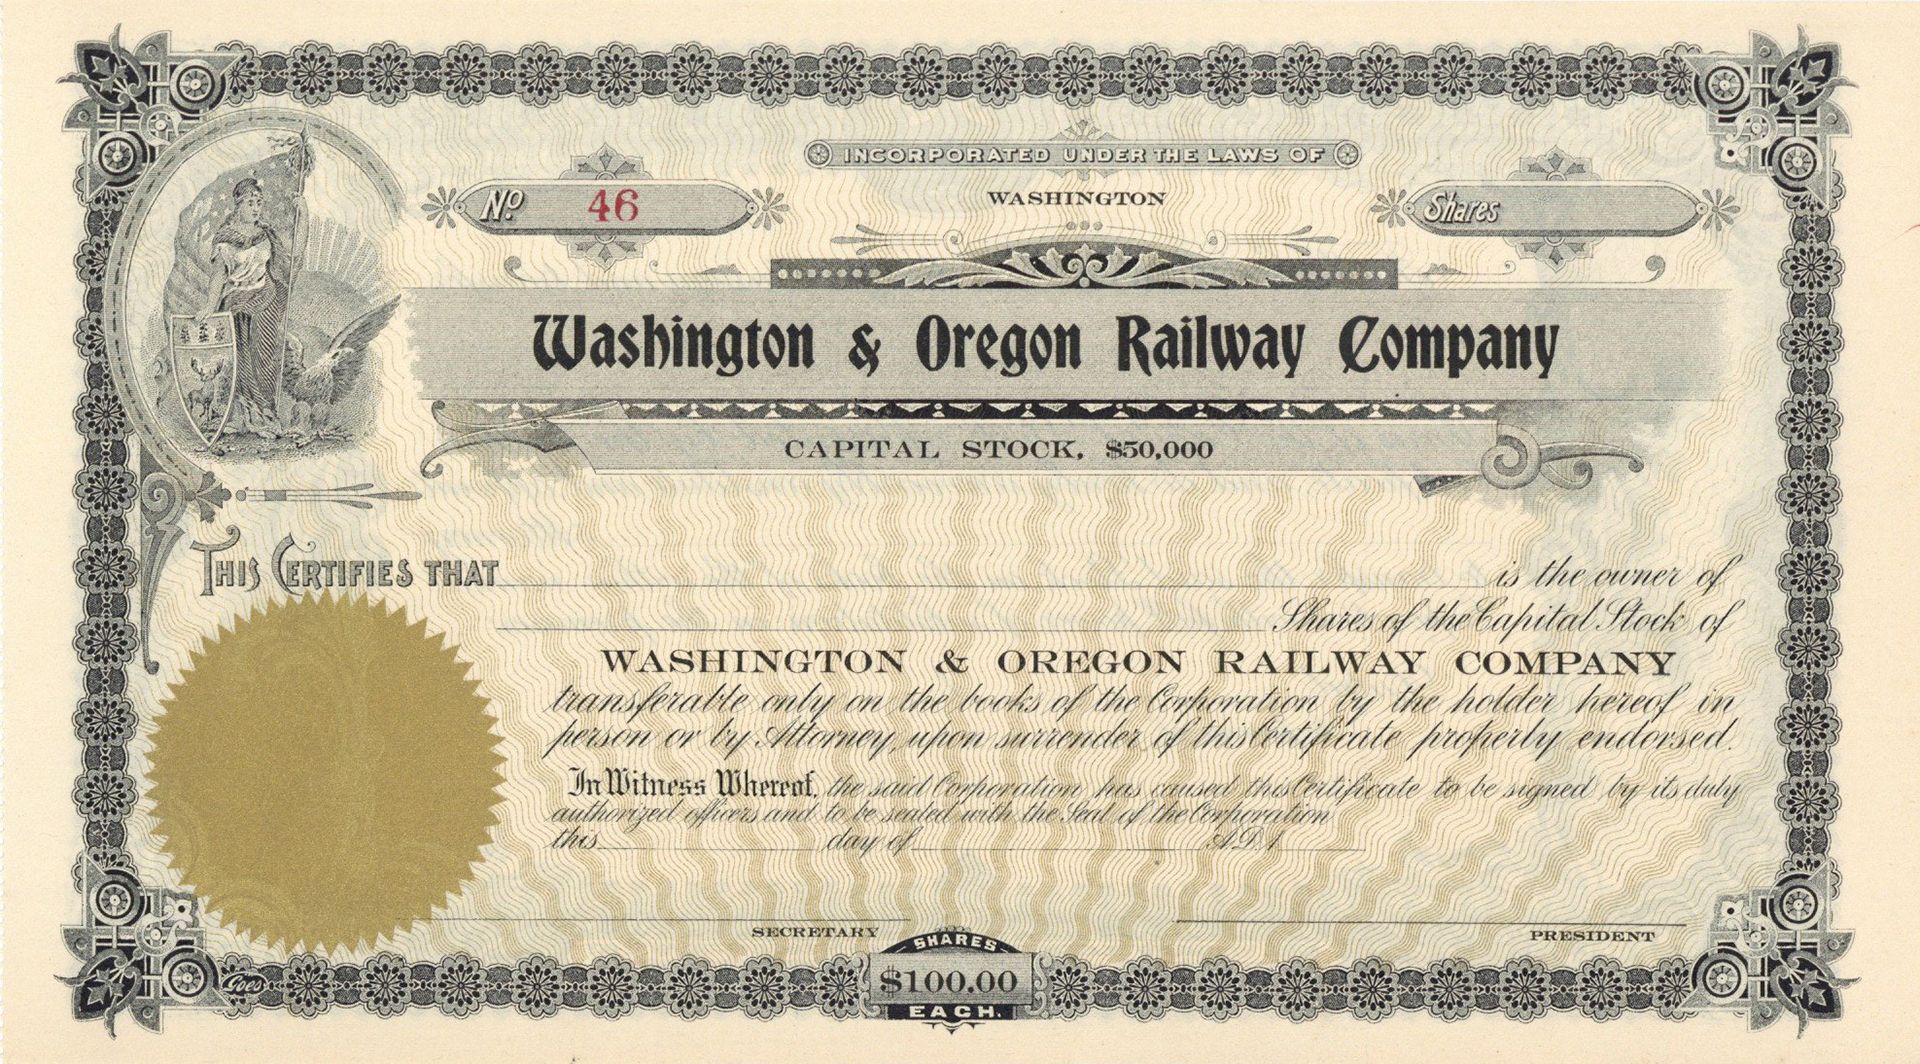 INCORPORATED UNDER THE LAWS OF
WASHINGTON
No. 46
Shares
Washington & Oregon Railway Company
CAPITAL STOCK, $50,000
THIS CERTIFIES THAT is the owner of
Shares of the Capital Stock of
WASHINGTON & OREGON RAILWAY COMPANY
transferable only on the books of the Corporation by the holder hereof in
person or by Attorney, upon surrender of this Certificate properly endorsed.
In Witness Whereof, the said Corporation has caused this Certificate to be signed by its duly
authorized officers and to be sealed with the Seal of the Corporation
this day of A.D. 1
SECRETARY
PRESIDENT
Goes
SHARES
$100.00
EACH.